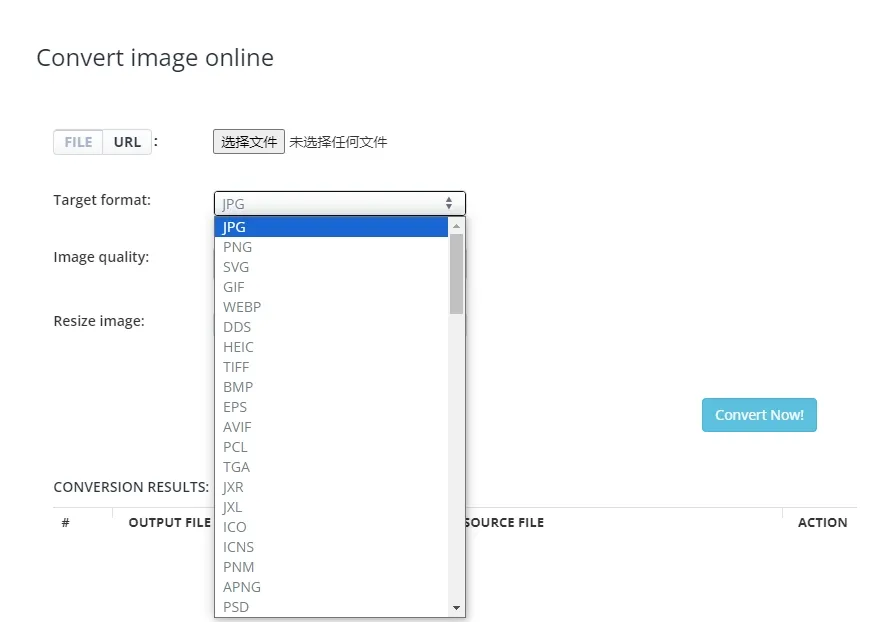 Convert image online
FILE URL : 选择文件 未选择任何文件
Target format: JPG
JPG
PNG
Image quality:
SVG
GIF
WEBP
Resize image:
DDS
HEIC
TIFF
BMP
EPS
Convert Now!
AVIF
PCL
TGA
CONVERSION RESULTS:
JXR
JXL
# OUTPUT FILE SOURCE FILE ACTION
ICO
ICNS
PNM
APNG
PSD